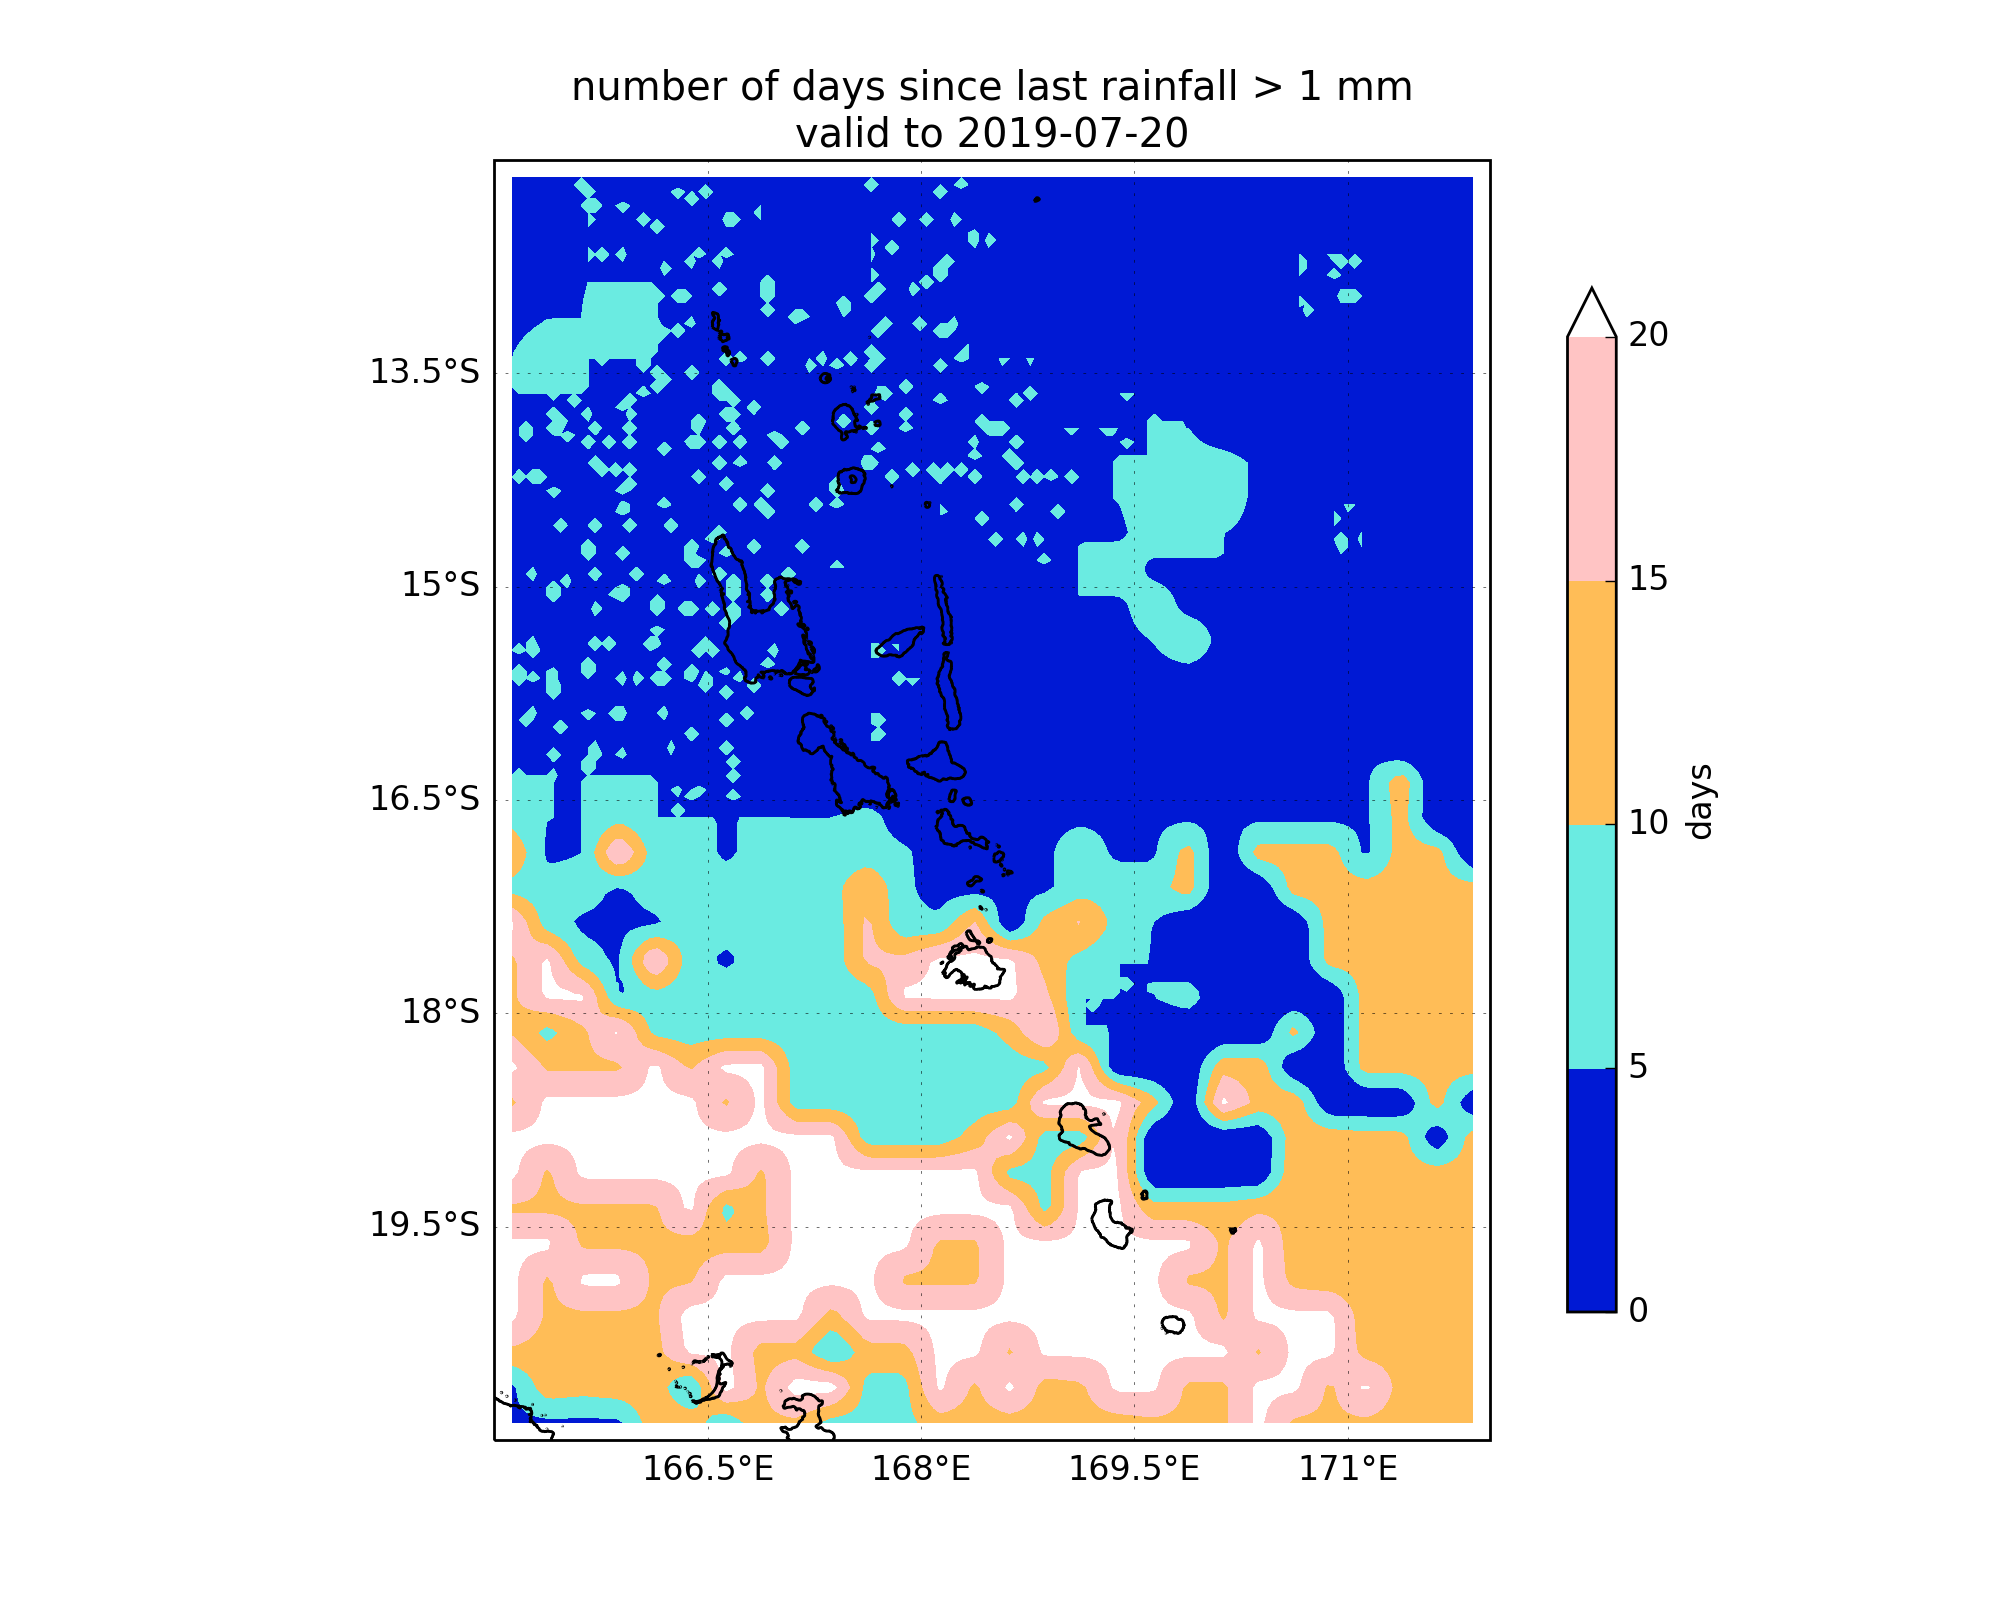 number of days since last rainfall > 1 mm
valid to 2019-07-20
13.5°S
15°S
16.5°S
18°S
19.5°S
166.5°E
168°E
169.5°E
171°E
20
15
10
5
0
days